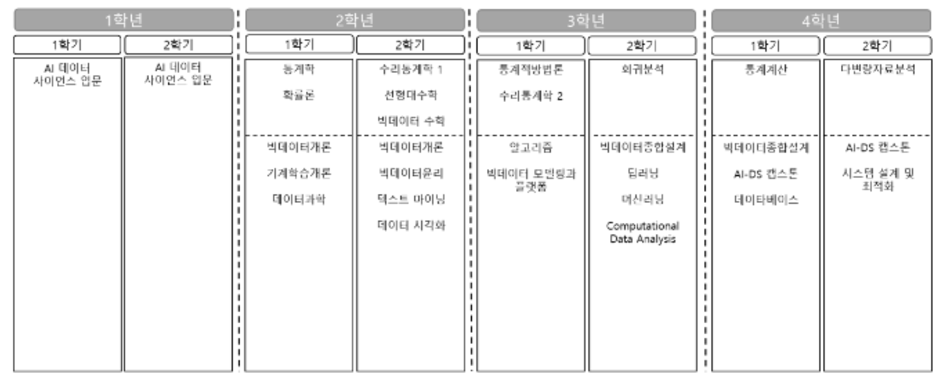 1학년
2학년
3학년
4학년
1학기
2학기
1학기
2학기
1학기
2학기
1학기
2학기
AI 데이터
사이언스 입문
AI 데이터
사이언스 입문
통계학
확률론
수리통계학 1
선형대수학
빅데이터 수학
통계적방법론
수리통계학 2
회귀분석
통계계산
다변량자료분석
빅데이터개론
기계학습개론
데이터과학
빅데이터개론
빅데이터윤리
텍스트 마이닝
데이터 시각화
알고리즘
빅데이터 모델링과
플랫폼
빅데이터종합설계
딥러닝
머신러닝
Computational
Data Analysis
빅데이터종합설계
AI-DS 캡스톤
데이타베이스
AI-DS 캡스톤
시스템 설계 및
최적화